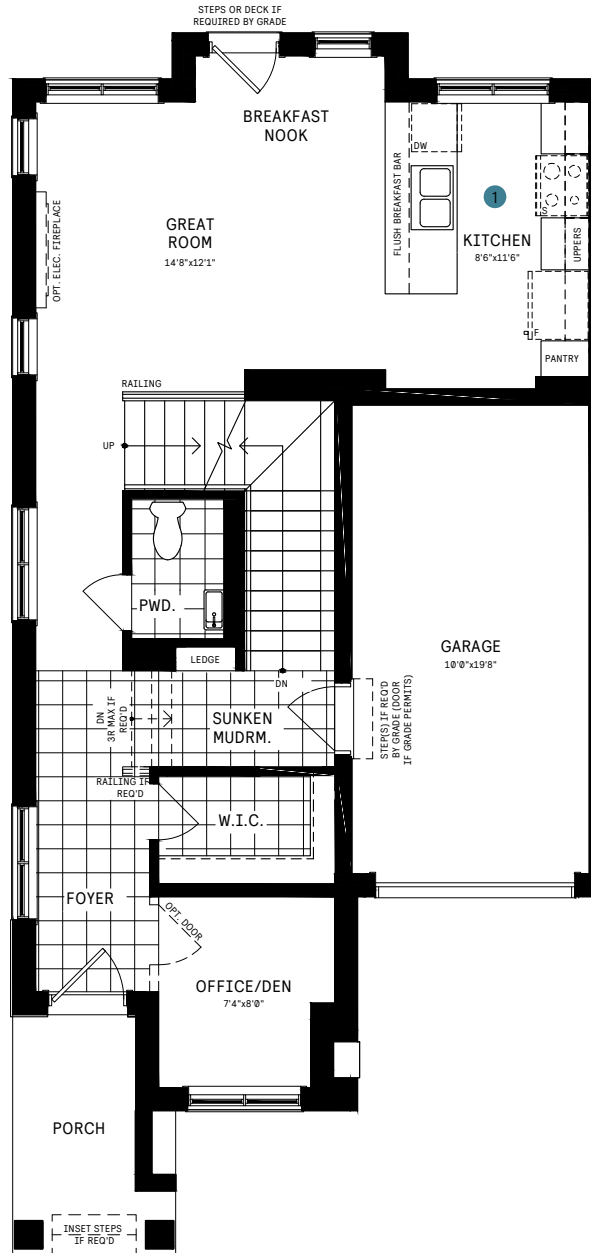 STEPS OR DECK IF
REQUIRED BY GRADE
BREAKFAST
NOOK
DW
FLUSH BREAKFAST BAR
1
S
KITCHEN
8'6"x11'6"
UPPERS
GREAT
ROOM
14'8"x12'1"
OPT. ELEC. FIREPLACE
F
PANTRY
RAILING
UP
PWD.
LEDGE
DN
GARAGE
10'0"x19'8"
DN
3R MAX IF
REQ'D
SUNKEN
MUDRM.
STEP(S) IF REQ'D
BY GRADE (DOOR
IF GRADE PERMITS)
RAILING IF
REQ'D
W.I.C.
FOYER
OPT. DOOR
OFFICE/DEN
7'4"x8'0"
PORCH
INSET STEPS
IF REQ'D